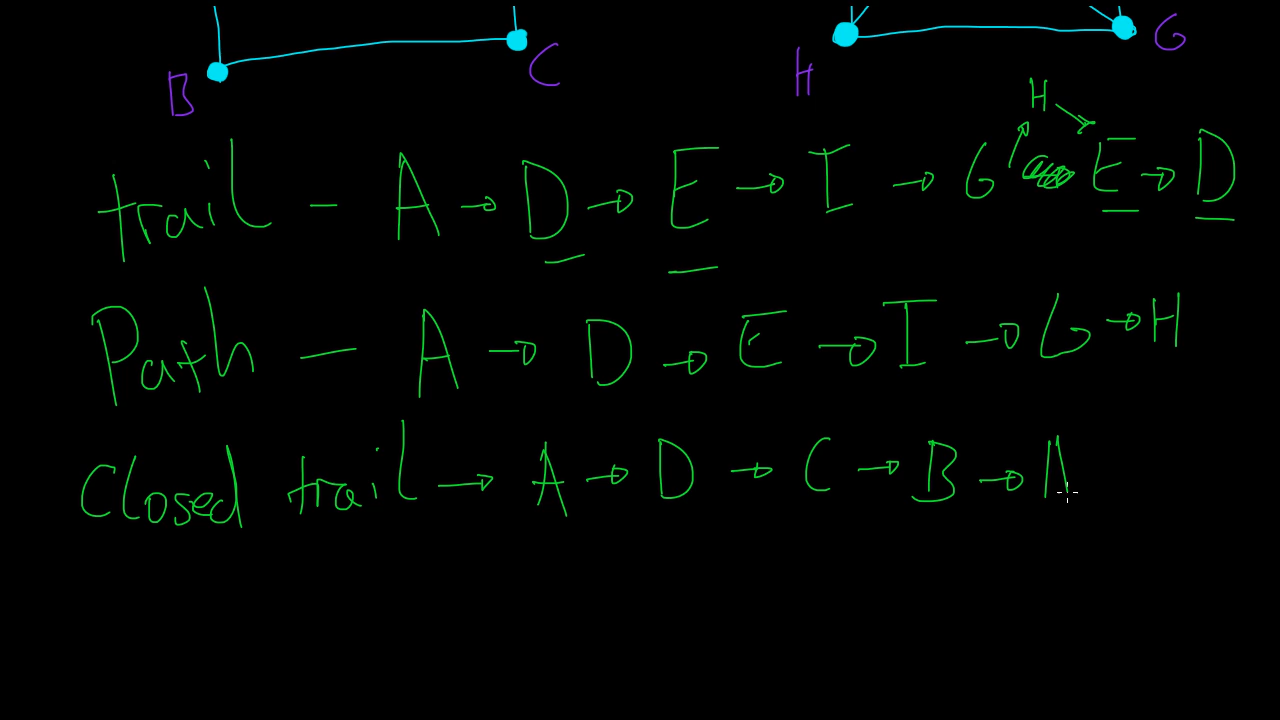 G
C
H
B
H
trail - A → D → E → I → G → E → D
Path - A → D → E → I → G → H
Closed trail → A → D → C → B → A